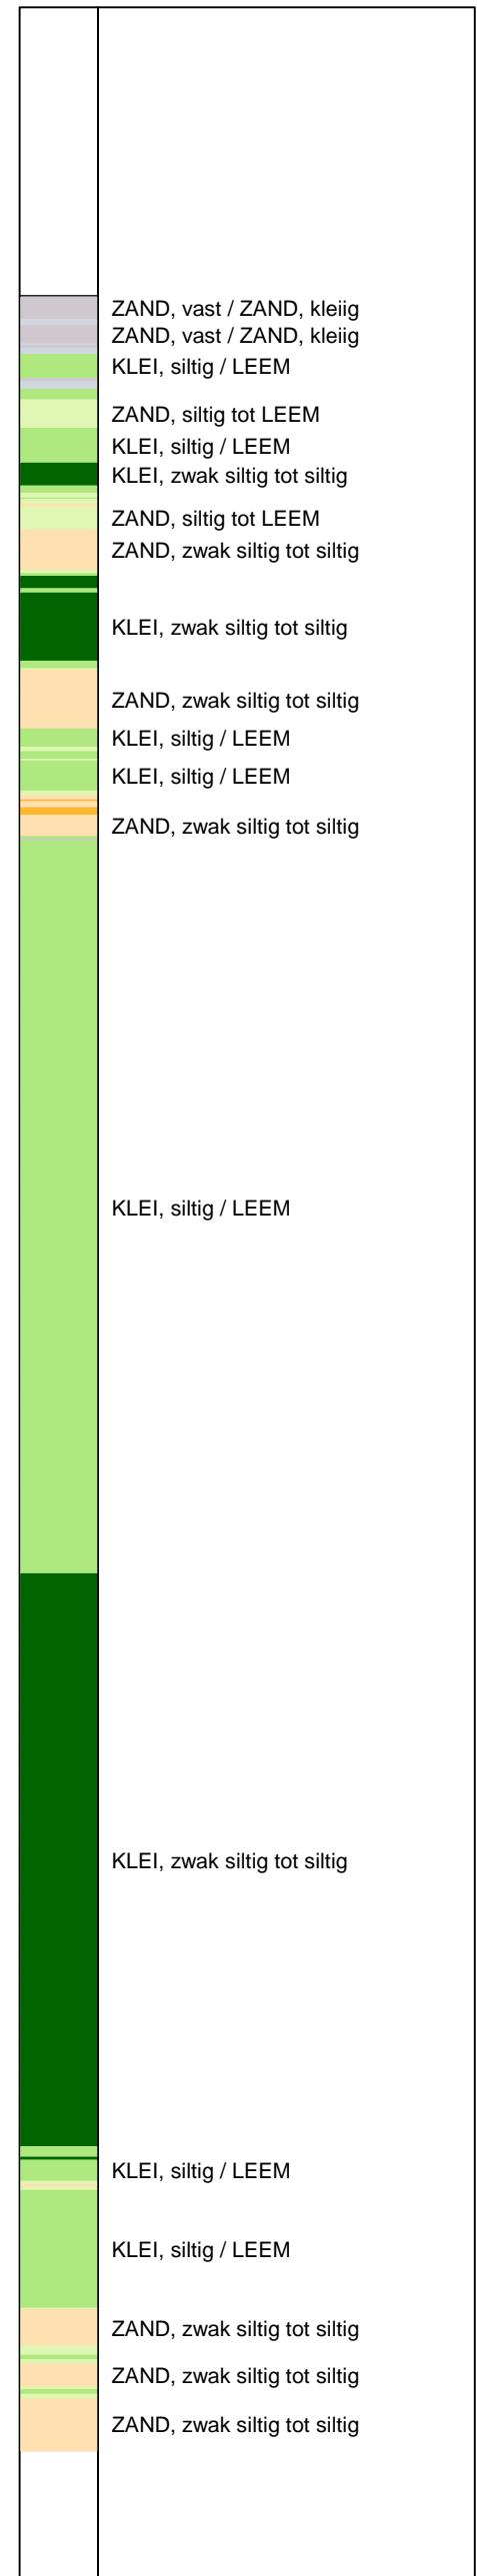 ZAND, vast / ZAND, kleiig
ZAND, vast / ZAND, kleiig
KLEI, siltig / LEEM
ZAND, siltig tot LEEM
KLEI, siltig / LEEM
KLEI, zwak siltig tot siltig
ZAND, siltig tot LEEM
ZAND, zwak siltig tot siltig
KLEI, zwak siltig tot siltig
ZAND, zwak siltig tot siltig
KLEI, siltig / LEEM
KLEI, siltig / LEEM
ZAND, zwak siltig tot siltig
KLEI, siltig / LEEM
KLEI, zwak siltig tot siltig
KLEI, siltig / LEEM
KLEI, siltig / LEEM
ZAND, zwak siltig tot siltig
ZAND, zwak siltig tot siltig
ZAND, zwak siltig tot siltig